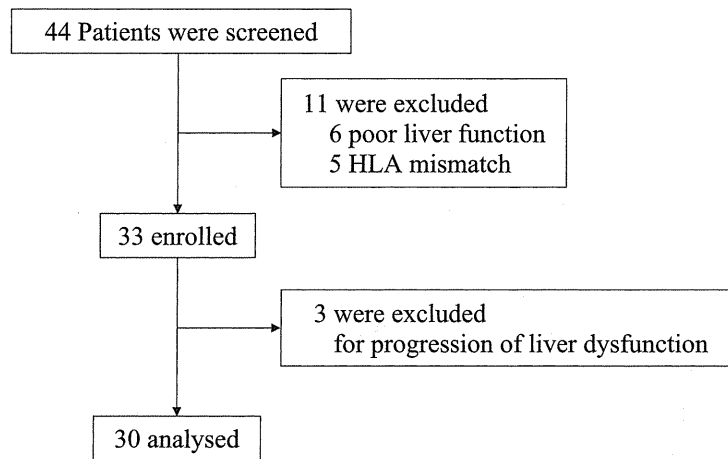 44 Patients were screened
11 were excluded
6 poor liver function
5 HLA mismatch
33 enrolled
3 were excluded
for progression of liver dysfunction
30 analysed